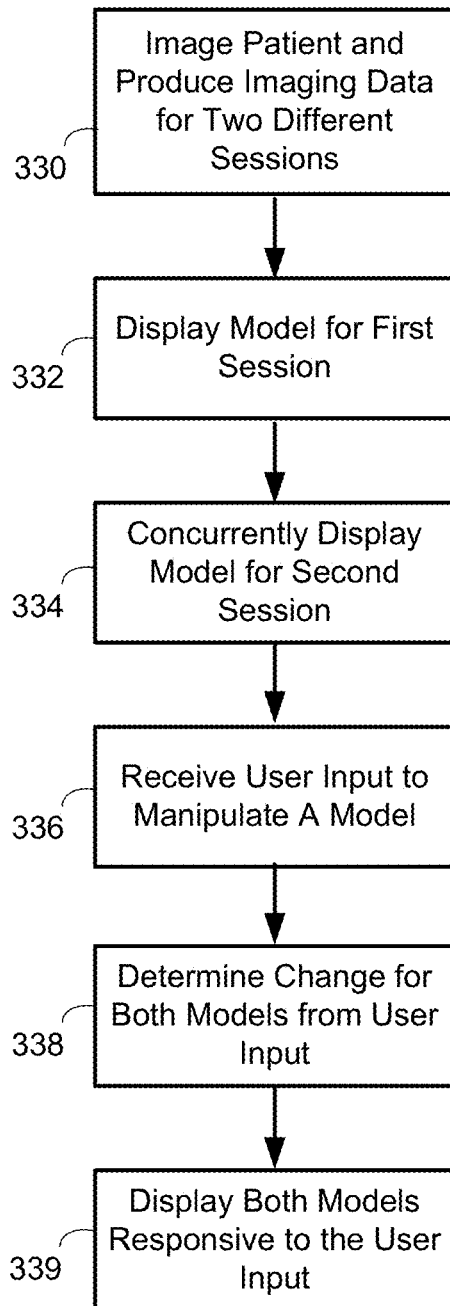 Image Patient and
Produce Imaging Data
for Two Different
Sessions
330
Display Model for First
Session
332
Concurrently Display
Model for Second
Session
334
Receive User Input to
Manipulate A Model
336
Determine Change for
Both Models from User
Input
338
Display Both Models
Responsive to the User
Input
339